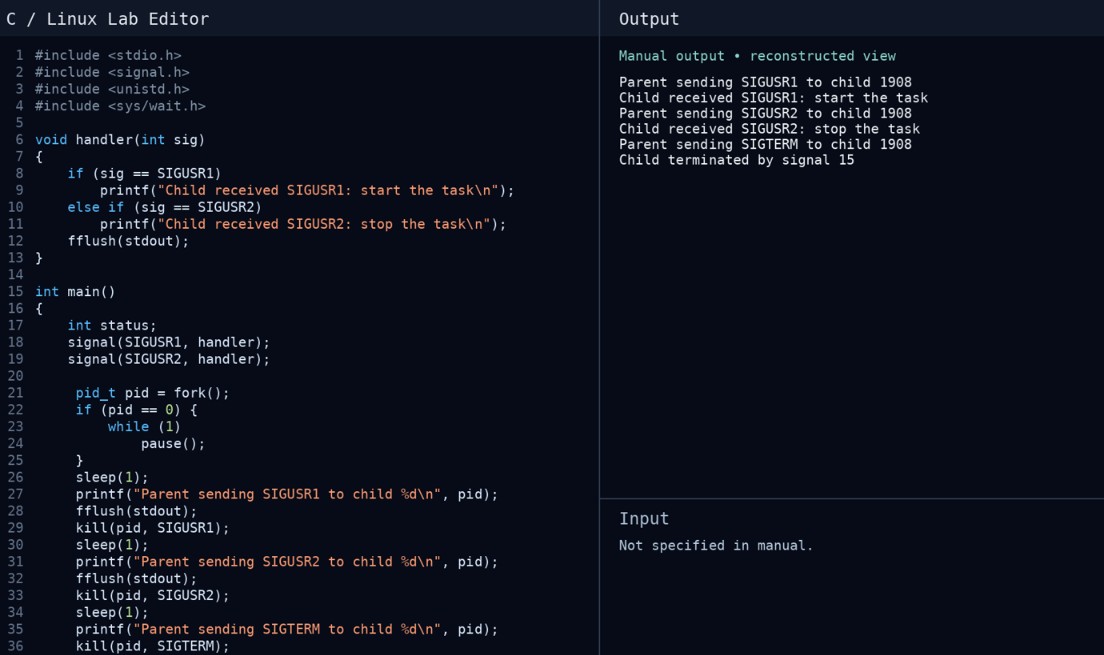 C / Linux Lab Editor
1 #include <stdio.h>
2 #include <signal.h>
3 #include <unistd.h>
4 #include <sys/wait.h>
5
6 void handler(int sig)
7 {
8     if (sig == SIGUSR1)
9         printf("Child received SIGUSR1: start the task\n");
10     else if (sig == SIGUSR2)
11         printf("Child received SIGUSR2: stop the task\n");
12     fflush(stdout);
13 }
14
15 int main()
16 {
17     int status;
18     signal(SIGUSR1, handler);
19     signal(SIGUSR2, handler);
20
21      pid_t pid = fork();
22      if (pid == 0) {
23          while (1)
24              pause();
25      }
26      sleep(1);
27      printf("Parent sending SIGUSR1 to child %d\n", pid);
28      fflush(stdout);
29      kill(pid, SIGUSR1);
30      sleep(1);
31      printf("Parent sending SIGUSR2 to child %d\n", pid);
32      fflush(stdout);
33      kill(pid, SIGUSR2);
34      sleep(1);
35      printf("Parent sending SIGTERM to child %d\n", pid);
36      kill(pid, SIGTERM);
Output
Manual output • reconstructed view
Parent sending SIGUSR1 to child 1908
Child received SIGUSR1: start the task
Parent sending SIGUSR2 to child 1908
Child received SIGUSR2: stop the task
Parent sending SIGTERM to child 1908
Child terminated by signal 15
Input
Not specified in manual.